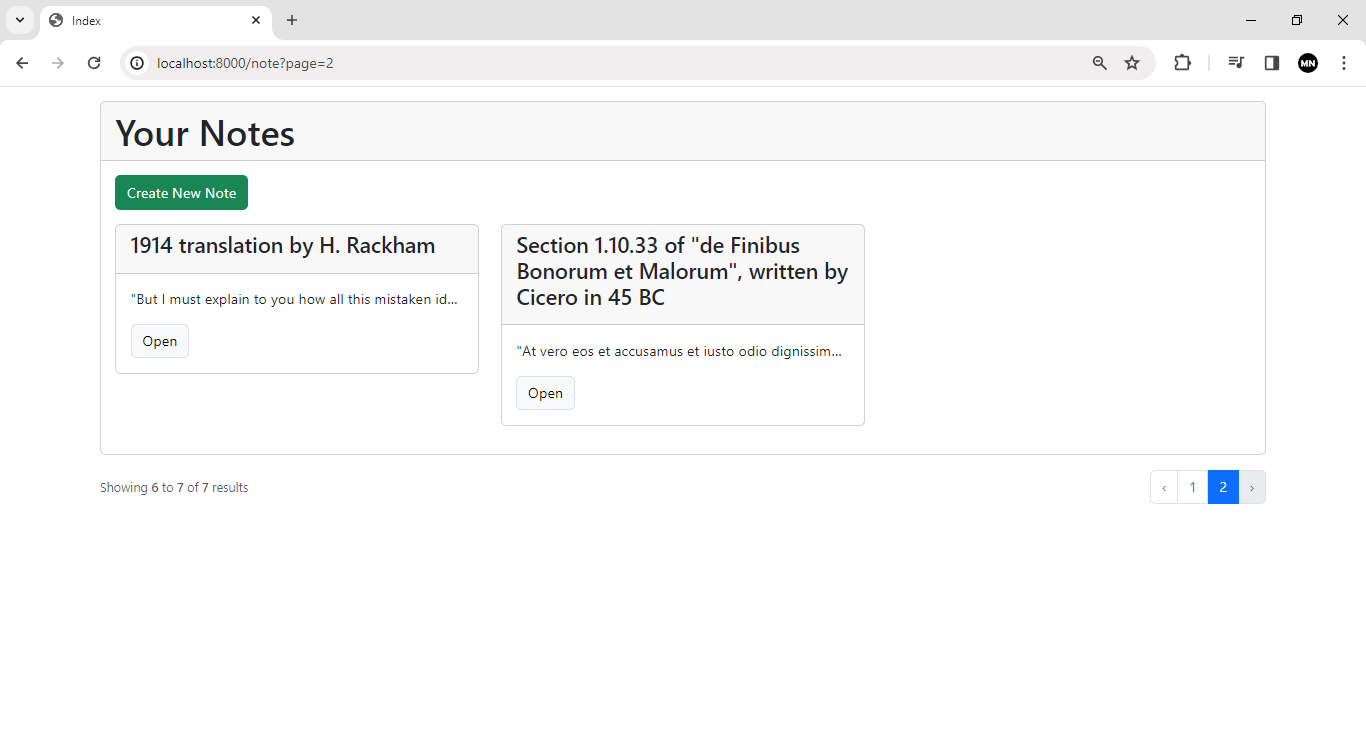 Index
localhost:8000/note?page=2
MN
Your Notes
Create New Note
1914 translation by H. Rackham
"But I must explain to you how all this mistaken id...
Open
Section 1.10.33 of "de Finibus
Bonorum et Malorum", written by
Cicero in 45 BC
"At vero eos et accusamus et iusto odio dignissim...
Open
Showing 6 to 7 of 7 results
‹ 1 2 ›